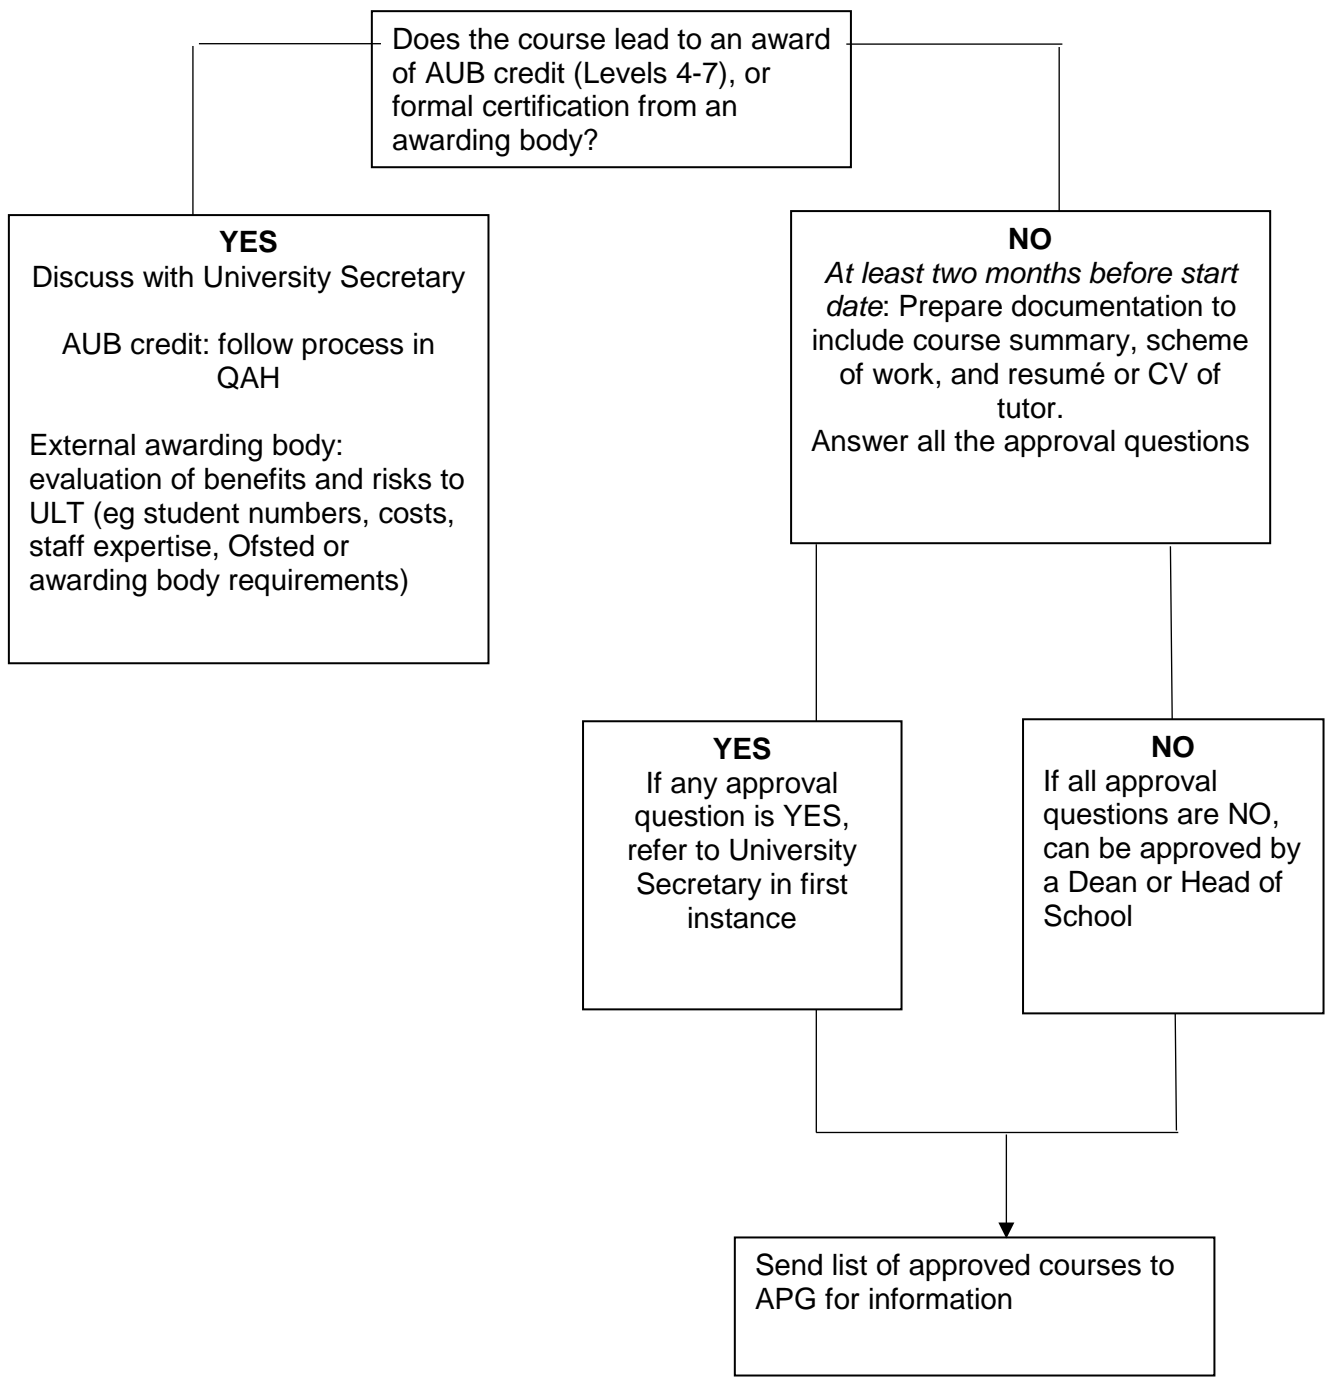 Does the course lead to an award
of AUB credit (Levels 4-7), or
formal certification from an
awarding body?
YES
Discuss with University Secretary
AUB credit: follow process in
QAH
External awarding body:
evaluation of benefits and risks to
ULT (eg student numbers, costs,
staff expertise, Ofsted or
awarding body requirements)
NO
At least two months before start
date: Prepare documentation to
include course summary, scheme
of work, and resumé or CV of
tutor.
Answer all the approval questions
YES
If any approval
question is YES,
refer to University
Secretary in first
instance
NO
If all approval
questions are NO,
can be approved by
a Dean or Head of
School
Send list of approved courses to
APG for information